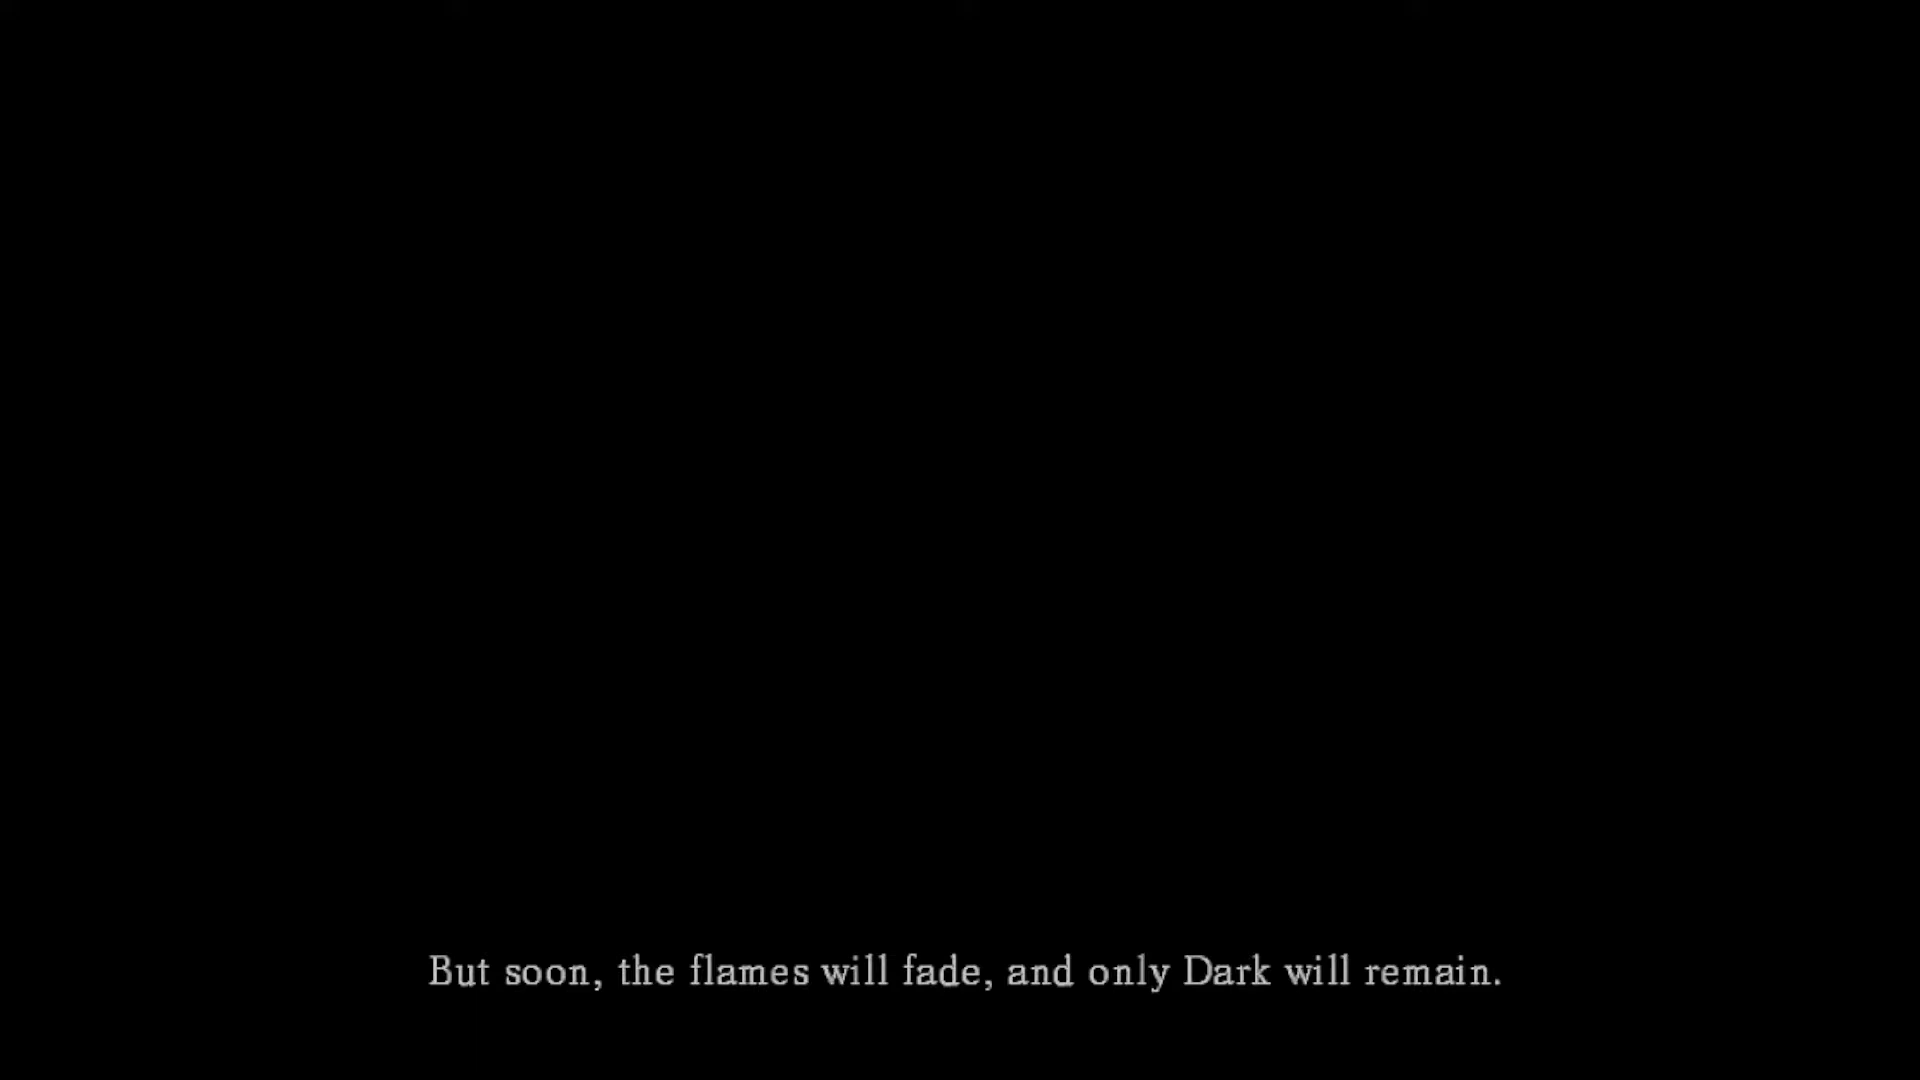 But soon, the flames will fade, and only Dark will remain.